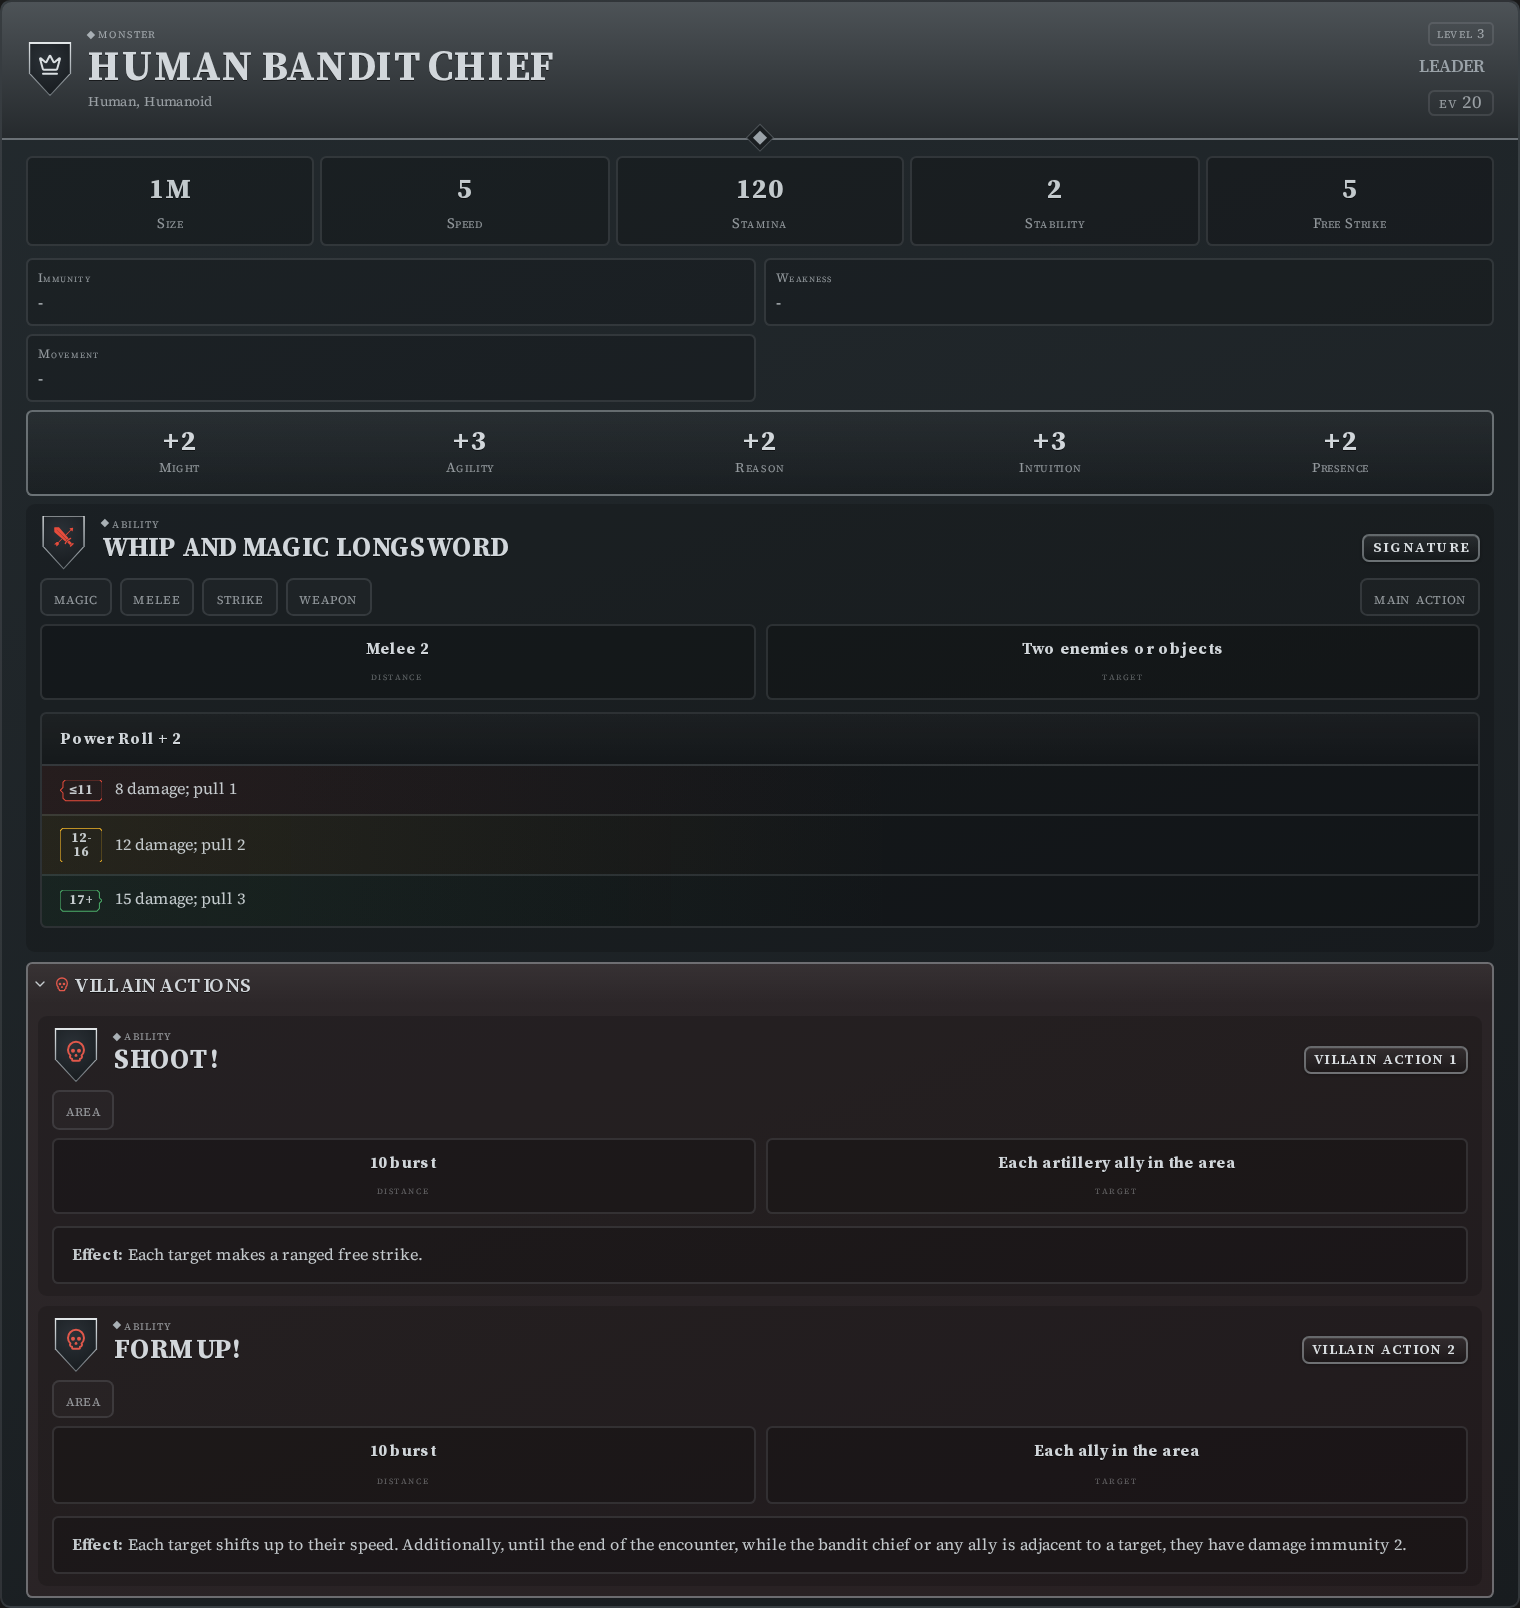 MONSTER
HUMAN BANDIT CHIEF
Human, Humanoid
LEVEL 3
LEADER
EV 20
1M
Size
5
Speed
120
Stamina
2
Stability
5
Free Strike
Immunity
-
Weakness
-
Movement
-
+2
Might
+3
Agility
+2
Reason
+3
Intuition
+2
Presence
ABILITY
WHIP AND MAGIC LONGSWORD
SIGNATURE
MAGIC
MELEE
STRIKE
WEAPON
MAIN ACTION
Melee 2
DISTANCE
Two enemies or objects
TARGET
Power Roll + 2
≤11
8 damage; pull 1
12-
16
12 damage; pull 2
17+
15 damage; pull 3
VILLAIN ACTIONS
ABILITY
SHOOT!
VILLAIN ACTION 1
AREA
10 burst
DISTANCE
Each artillery ally in the area
TARGET
Effect: Each target makes a ranged free strike.
ABILITY
FORM UP!
VILLAIN ACTION 2
AREA
10 burst
DISTANCE
Each ally in the area
TARGET
Effect: Each target shifts up to their speed. Additionally, until the end of the encounter, while the bandit chief or any ally is adjacent to a target, they have damage immunity 2.